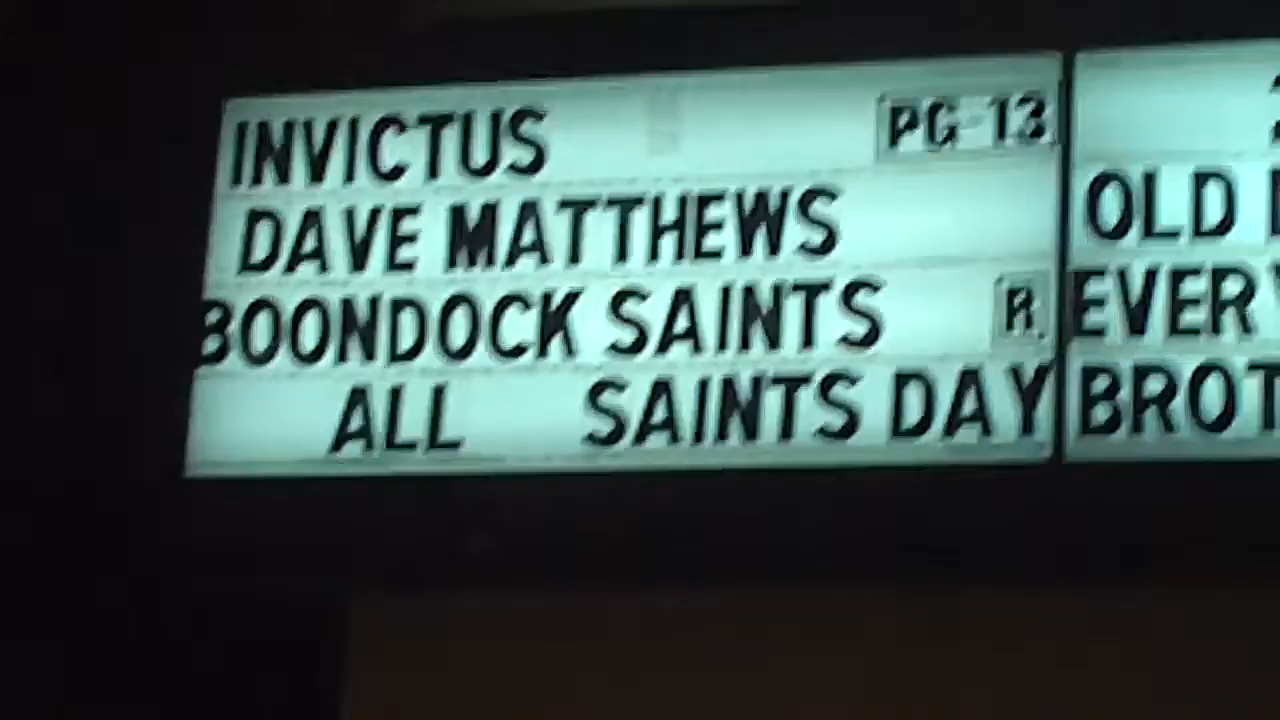 INVICTUS PG-13
DAVE MATTHEWS
BOONDOCK SAINTS R
ALL SAINTS DAY
OLD
EVER
BROT